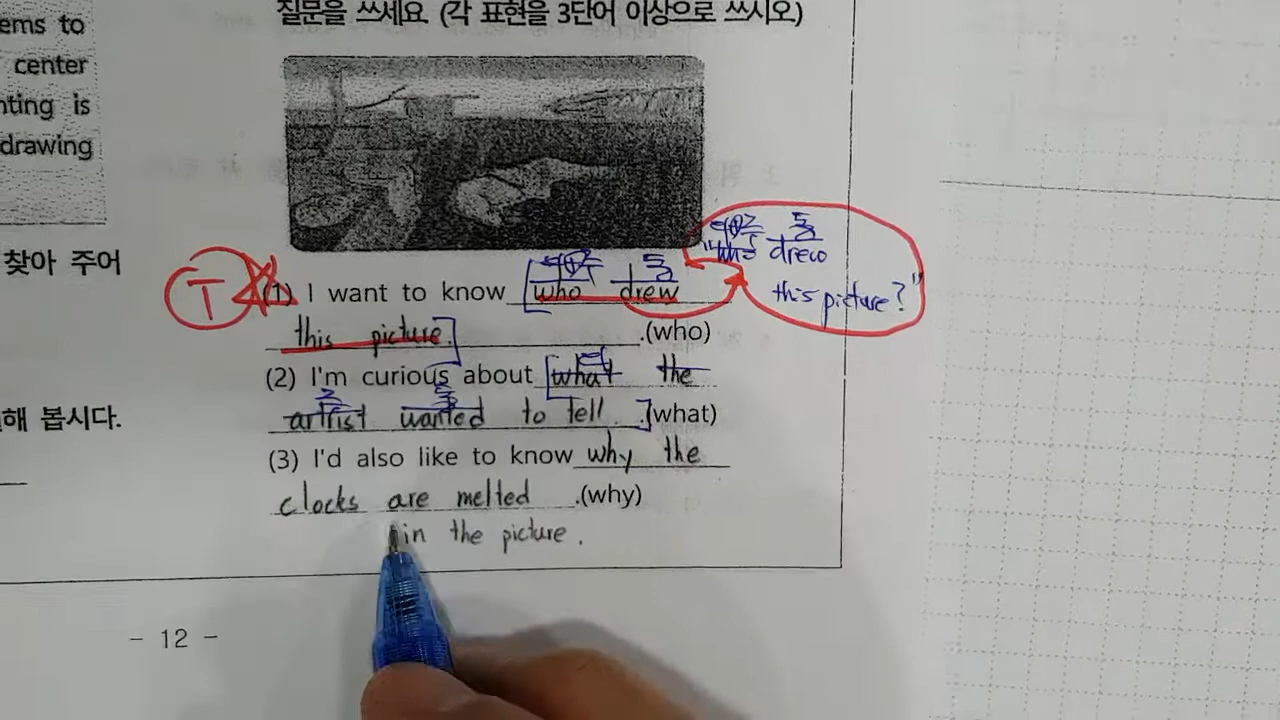 질문을 쓰세요. (각 표현을 3단어 이상으로 쓰시오)
ems to
center
nting is
drawing
찾아 주어
해 봅시다.
"who drew
this picture?"
T (1) I want to know who drew
this picture. .(who)
(2) I'm curious about what the
artist wanted to tell .(what)
(3) I'd also like to know why the
clocks are melted .(why)
in the picture.
- 12 -